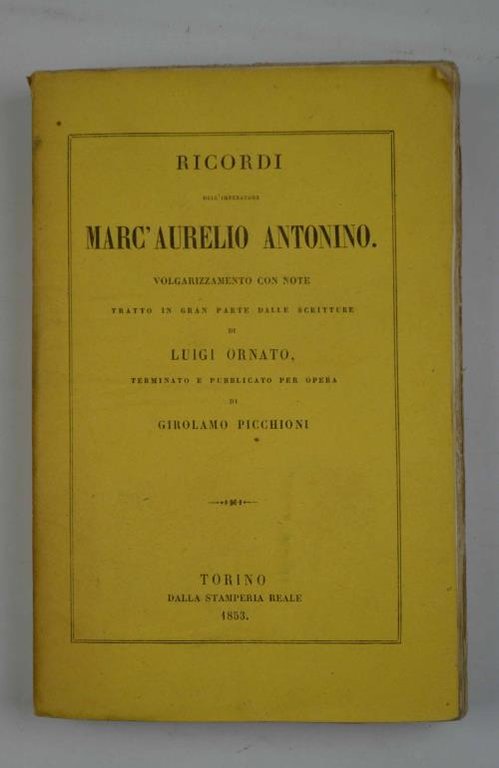 RICORDI
DELL'IMPERATORE
MARC'AURELIO ANTONINO.
VOLGARIZZAMENTO CON NOTE
TRATTO IN GRAN PARTE DALLE SCRITTURE
DI
LUIGI ORNATO,
TERMINATO E PUBBLICATO PER OPERA
DI
GIROLAMO PICCHIONI
TORINO
DALLA STAMPERIA REALE
1853.